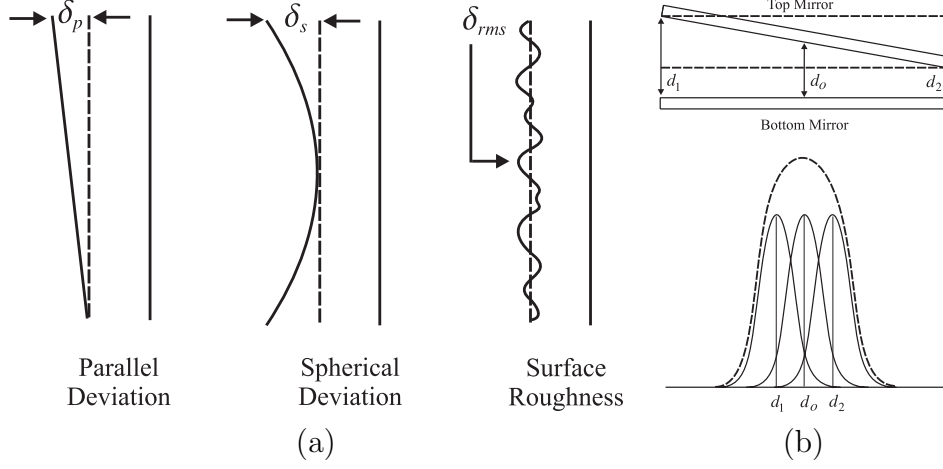 δp
δs
δrms
Parallel
Deviation
Spherical
Deviation
Surface
Roughness
(a)
Top Mirror
d1
do
d2
Bottom Mirror
d1
do
d2
(b)